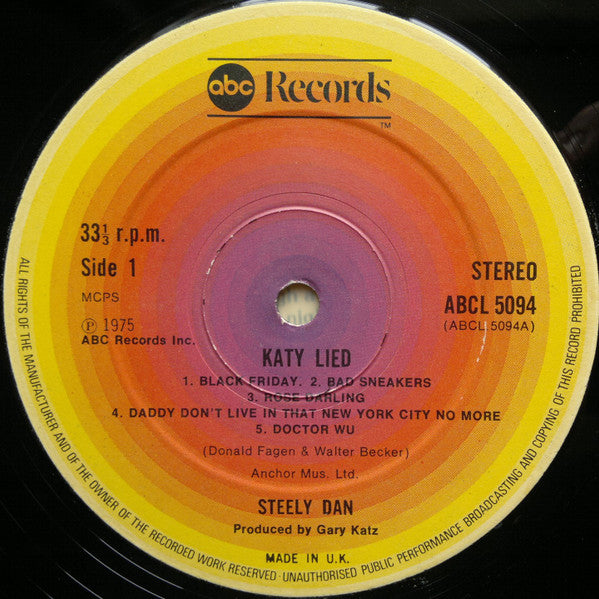 abc Records
TM
33⅓ r.p.m.
Side 1
MCPS
Ⓟ 1975
ABC Records Inc.
STEREO
ABCL 5094
(ABCL 5094A)
KATY LIED
1. BLACK FRIDAY. 2. BAD SNEAKERS
3. ROSE DARLING
4. DADDY DON'T LIVE IN THAT NEW YORK CITY NO MORE
5. DOCTOR WU
(Donald Fagen & Walter Becker)
Anchor Mus. Ltd.
STEELY DAN
Produced by Gary Katz
MADE IN U.K.
ALL RIGHTS OF THE MANUFACTURER AND OF THE OWNER OF THE RECORDED WORK RESERVED · UNAUTHORISED PUBLIC PERFORMANCE BROADCASTING AND COPYING OF THIS RECORD PROHIBITED